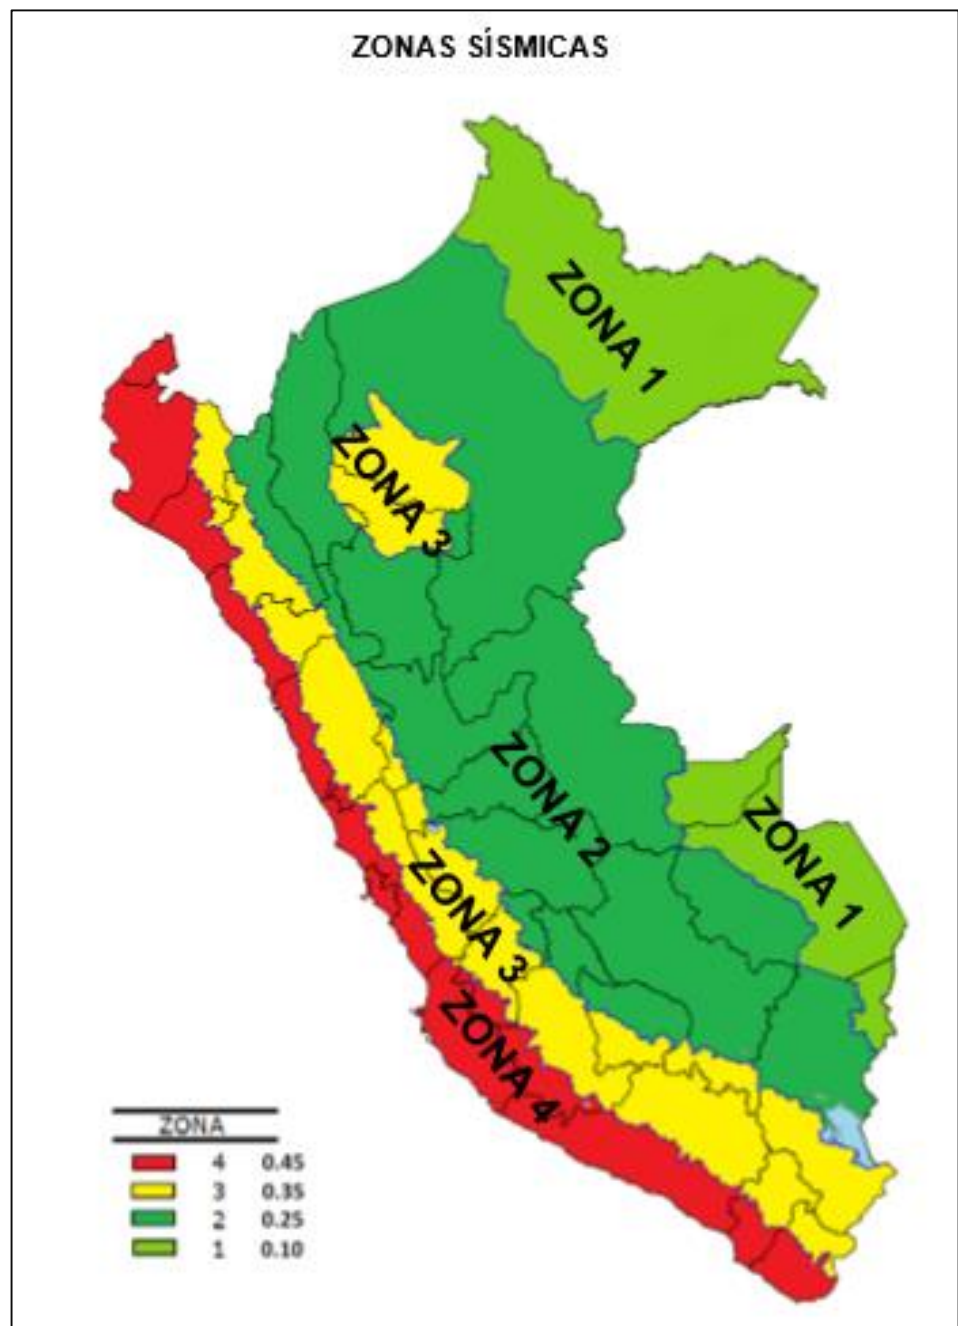 ZONAS SÍSMICAS
ZONA 1
ZONA 3
ZONA 2
ZONA 1
ZONA 3
ZONA 4
ZONA
4 0.45
3 0.35
2 0.25
1 0.10